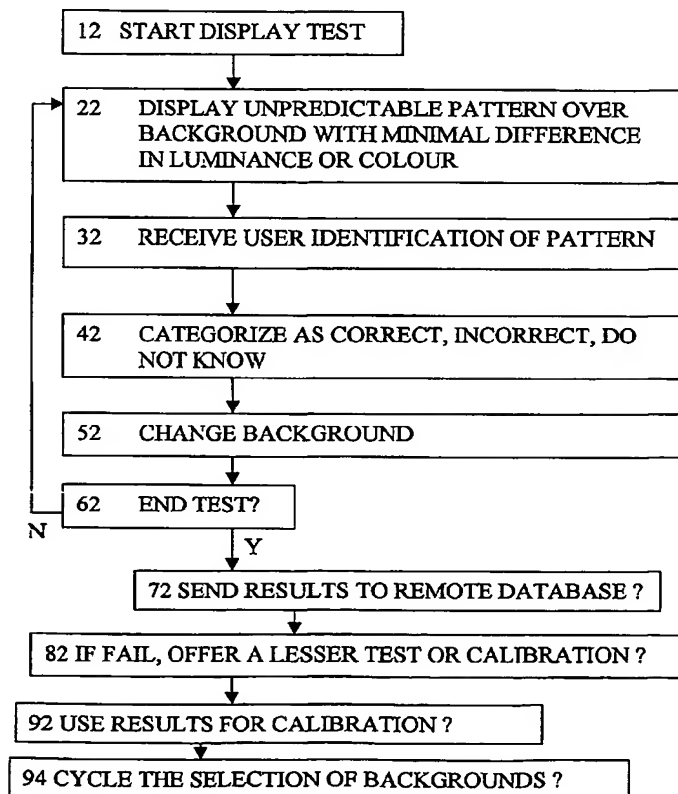 12 START DISPLAY TEST
22 DISPLAY UNPREDICTABLE PATTERN OVER
BACKGROUND WITH MINIMAL DIFFERENCE
IN LUMINANCE OR COLOUR
32 RECEIVE USER IDENTIFICATION OF PATTERN
42 CATEGORIZE AS CORRECT, INCORRECT, DO
NOT KNOW
52 CHANGE BACKGROUND
62 END TEST?
N
Y
72 SEND RESULTS TO REMOTE DATABASE ?
82 IF FAIL, OFFER A LESSER TEST OR CALIBRATION ?
92 USE RESULTS FOR CALIBRATION ?
94 CYCLE THE SELECTION OF BACKGROUNDS ?